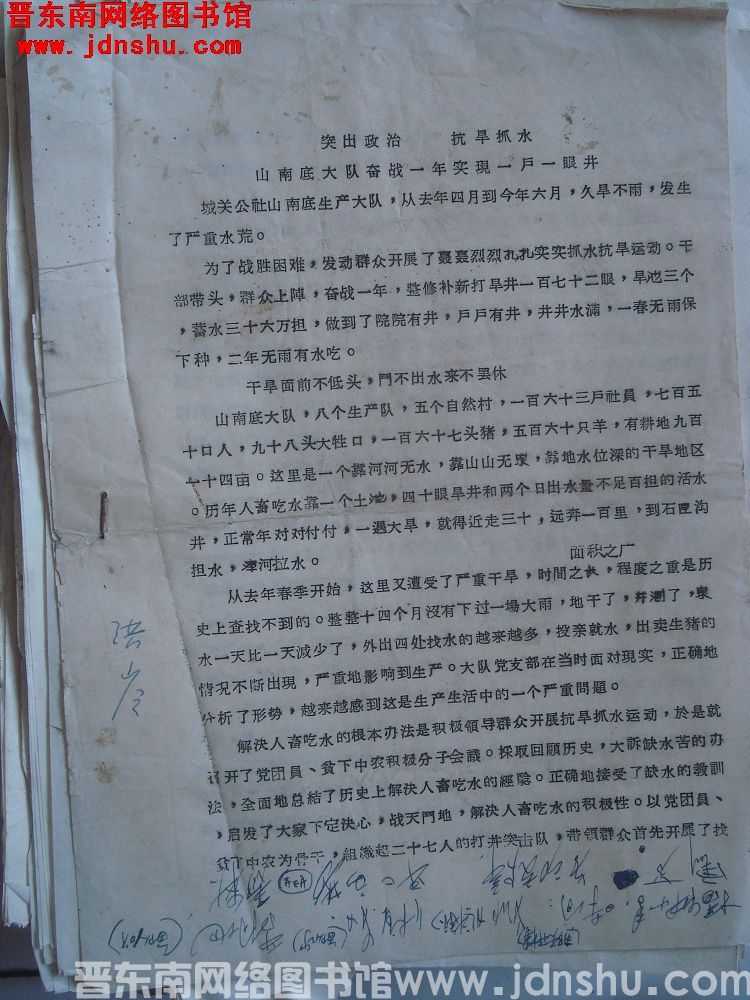 晋东南网络图书馆
www.jdnshu.com
突出政治 抗旱抓水
山南底大队奋战一年实現一戶一眼井
城关公社山南底生产大队，从去年四月到今年六月，久旱不雨，发生
了严重水荒。
为了战胜困难，发动群众开展了轰轰烈烈扎扎实实抓水抗旱运动。干
部带头，群众上陣，奋战一年，整修补新打旱井一百七十二眼，旱池三个
，蓄水三十六万担，做到了院院有井，戶戶有井，井井水滿，一春无雨保
下种，二年无雨有水吃。
干旱面前不低头，鬥不出水来不罢休
山南底大队，八个生产队，五个自然村，一百六十三戶社員，七百五
十口人，九十八头大牲口，一百六十七头猪，五百六十只羊，有耕地九百
一十四亩。这里是一个靠河河无水，靠山山无泉，靠地水位深的干旱地区
。历年人畜吃水靠一个土池，四十眼旱井和两个日出水量不足百担的活水
井，正常年对对付付，一遇大旱，就得近走三十，远奔一百里，到石匣沟
担水，漳河拉水。
面积之广
从去年春季开始，这里又遭受了严重干旱，时間之长，程度之重是历
史上查找不到的。整整十四个月沒有下过一場大雨，地干了，井涸了，泉
水一天比一天减少了，外出四处找水的越来越多，投亲就水，出卖生猪的
情况不断出現，严重地影响到生产。大队党支部在当时面对現实，正确地
分析了形势，越来越感到这是生产生活中的一个严重問題。
解决人畜吃水的根本办法是积极領导群众开展抗旱抓水运动，於是就
召开了党团員、貧下中农积极分子会議。採取回顾历史，大訴缺水苦的办
法，全面地总結了历史上解决人畜吃水的經驗。正确地接受了缺水的教訓
，启发了大家下定决心，战天鬥地，解决人畜吃水的积极性。以党团員、
貧下中农为骨干，組織起二十七人的打井突击队，带領群众首先开展了找
晋东南网络图书馆www.jdnshu.com